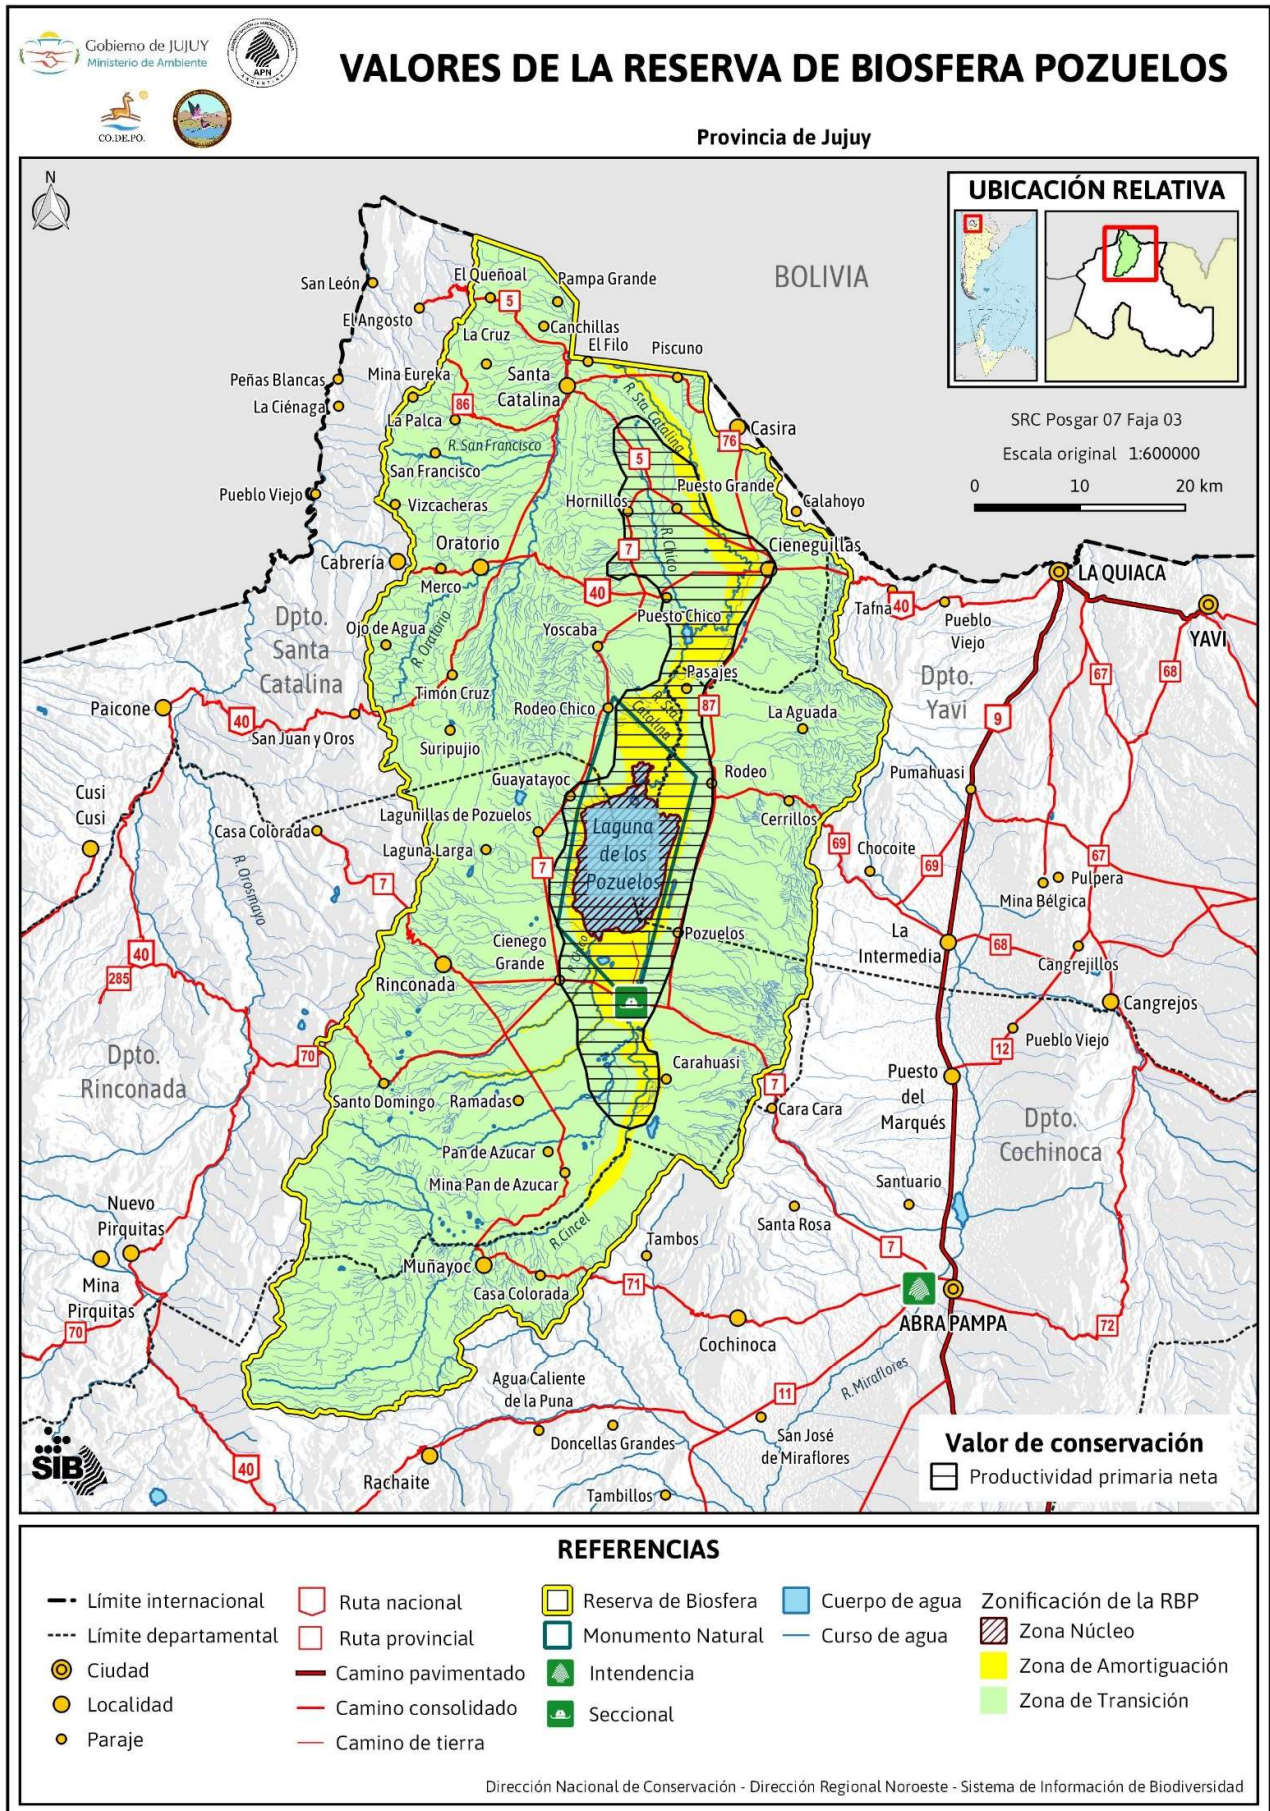 Gobierno de JUJUY
Ministerio de Ambiente
APN
ARGENTINA
CO.DE.PO.
VALORES DE LA RESERVA DE BIOSFERA POZUELOS
Provincia de Jujuy
N
UBICACIÓN RELATIVA
BOLIVIA
SRC Posgar 07 Faja 03
Escala original 1:600000
0 10 20 km
San León
El Queñoal
Pampa Grande
5
El Angosto
Canchillas
La Cruz
El Filo
Piscuno
Peñas Blancas
Mina Eureka
Santa
Catalina
La Ciénaga
86
La Palca
R. Sta Catalina
Casira
76
R. San Francisco
5
San Francisco
Puesto Grande
Pueblo Viejo
Vizcacheras
Hornillos
Calahoyo
R. Chico
Oratorio
7
Cieneguillas
Cabrería
Merco
40
LA QUIACA
Tafna
40
Pueblo
Viejo
YAVI
Dpto.
Santa
Catalina
Ojo de Agua
R. Oratorio
Yoscaba
Puesto Chico
Dpto.
Yavi
67
68
Timón Cruz
Pasajes
Paicone
40
San Juan y Oros
Rodeo Chico
R. Sta
Catalina
87
La Aguada
9
Suripujio
Guayatayoc
Rodeo
Pumahuasi
Cusi
Cusi
Lagunillas de Pozuelos
Cerrillos
Casa Colorada
Laguna Larga
Laguna
de los
Pozuelos
69
Chocoite
69
67
R. Orosmayo
7
7
Pulpera
Mina Bélgica
Cienego
Grande
Pozuelos
La
Intermedia
68
Cangrejillos
40
285
Rinconada
Cangrejos
Dpto.
Rinconada
70
Carahuasi
7
12
Pueblo Viejo
Puesto
del
Marqués
Santo Domingo
Ramadas
Cara Cara
Dpto.
Cochinoca
Pan de Azucar
Mina Pan de Azucar
Santuario
Nuevo
Pirquitas
R. Cincel
Santa Rosa
Tambos
7
Muñayoc
Mina
Pirquitas
Casa Colorada
71
70
Cochinoca
ABRA PAMPA
72
Agua Caliente
de la Puna
11
R. Miraflores
SIB
Doncellas Grandes
San José
de Miraflores
40
Rachaite
Tambillos
Valor de conservación
Productividad primaria neta
REFERENCIAS
Límite internacional
Límite departamental
Ciudad
Localidad
Paraje
Ruta nacional
Ruta provincial
Camino pavimentado
Camino consolidado
Camino de tierra
Reserva de Biosfera
Monumento Natural
Intendencia
Seccional
Cuerpo de agua
Curso de agua
Zonificación de la RBP
Zona Núcleo
Zona de Amortiguación
Zona de Transición
Dirección Nacional de Conservación - Dirección Regional Noroeste - Sistema de Información de Biodiversidad